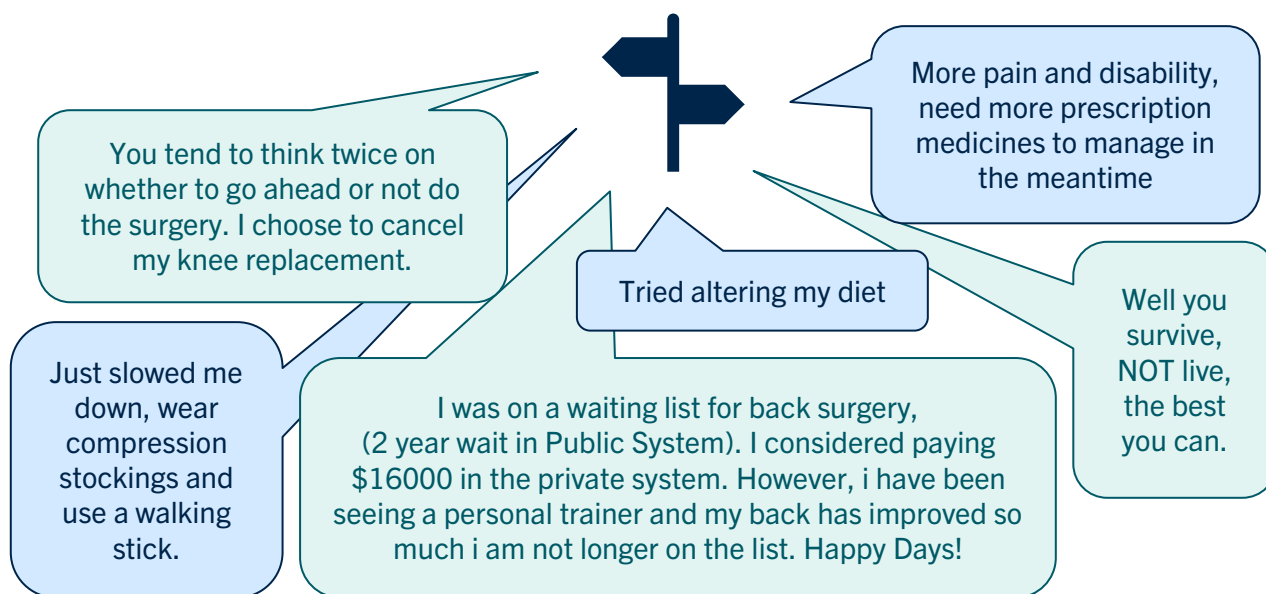 You tend to think twice on
whether to go ahead or not do
the surgery. I choose to cancel
my knee replacement.
More pain and disability,
need more prescription
medicines to manage in
the meantime
Tried altering my diet
Just slowed me
down, wear
compression
stockings and
use a walking
stick.
I was on a waiting list for back surgery,
(2 year wait in Public System). I considered paying
$16000 in the private system. However, i have been
seeing a personal trainer and my back has improved so
much i am not longer on the list. Happy Days!
Well you
survive,
NOT live,
the best
you can.